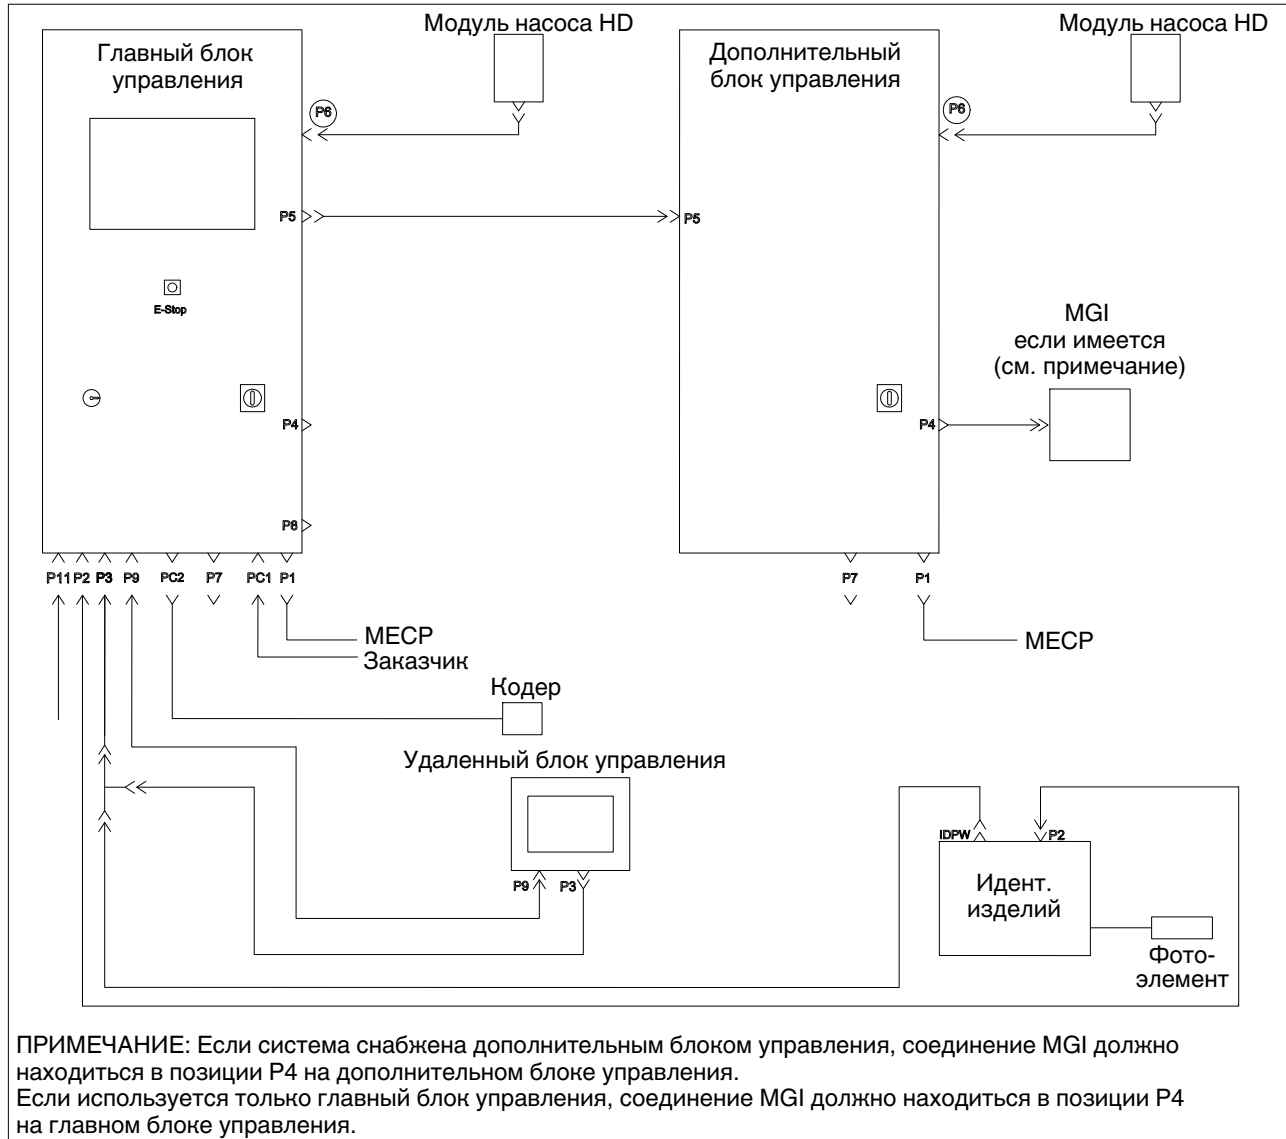 Модуль насоса HD
Модуль насоса HD
Главный блок
управления
Дополнительный
блок управления
P6
P6
P5
P5
E-Stop
MGI
если имеется
(см. примечание)
P4
P4
P8
P11 P2 P3 P9 PC2 P7 PC1 P1
P7 P1
MECP
Заказчик
MECP
Кодер
Удаленный блок управления
IDPW
P2
P9 P3
Идент.
изделий
Фото-
элемент
ПРИМЕЧАНИЕ: Если система снабжена дополнительным блоком управления, соединение MGI должно
находиться в позиции P4 на дополнительном блоке управления.
Если используется только главный блок управления, соединение MGI должно находиться в позиции P4
на главном блоке управления.